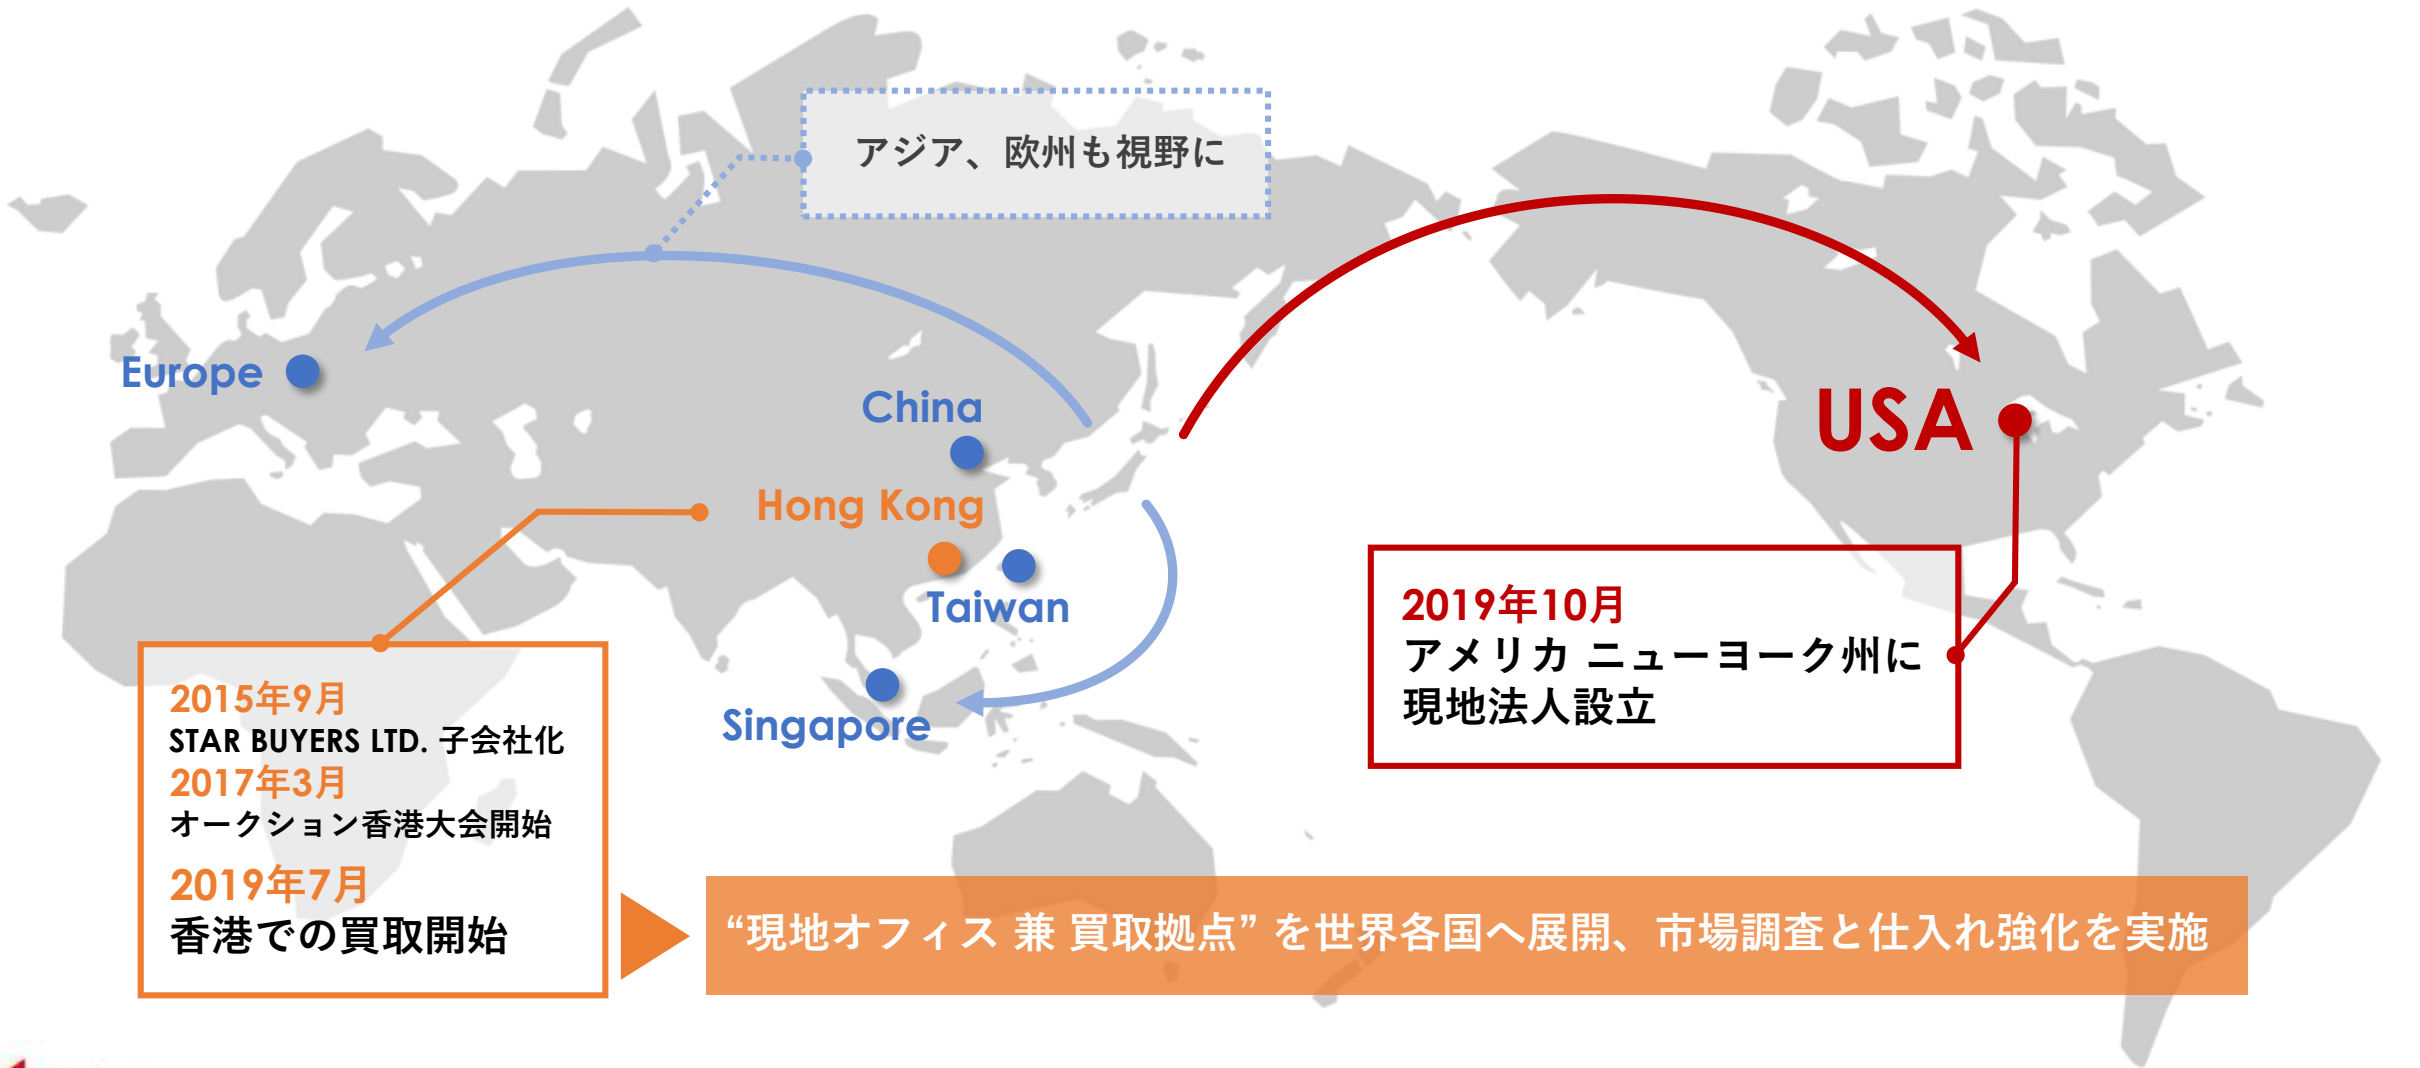 アジア、欧州も視野に
Europe
China
Hong Kong
Taiwan
Singapore
USA
2019年10月
アメリカ ニューヨーク州に
現地法人設立
2015年9月
STAR BUYERS LTD. 子会社化
2017年3月
オークション香港大会開始
2019年7月
香港での買取開始
“現地オフィス 兼 買取拠点” を世界各国へ展開、市場調査と仕入れ強化を実施